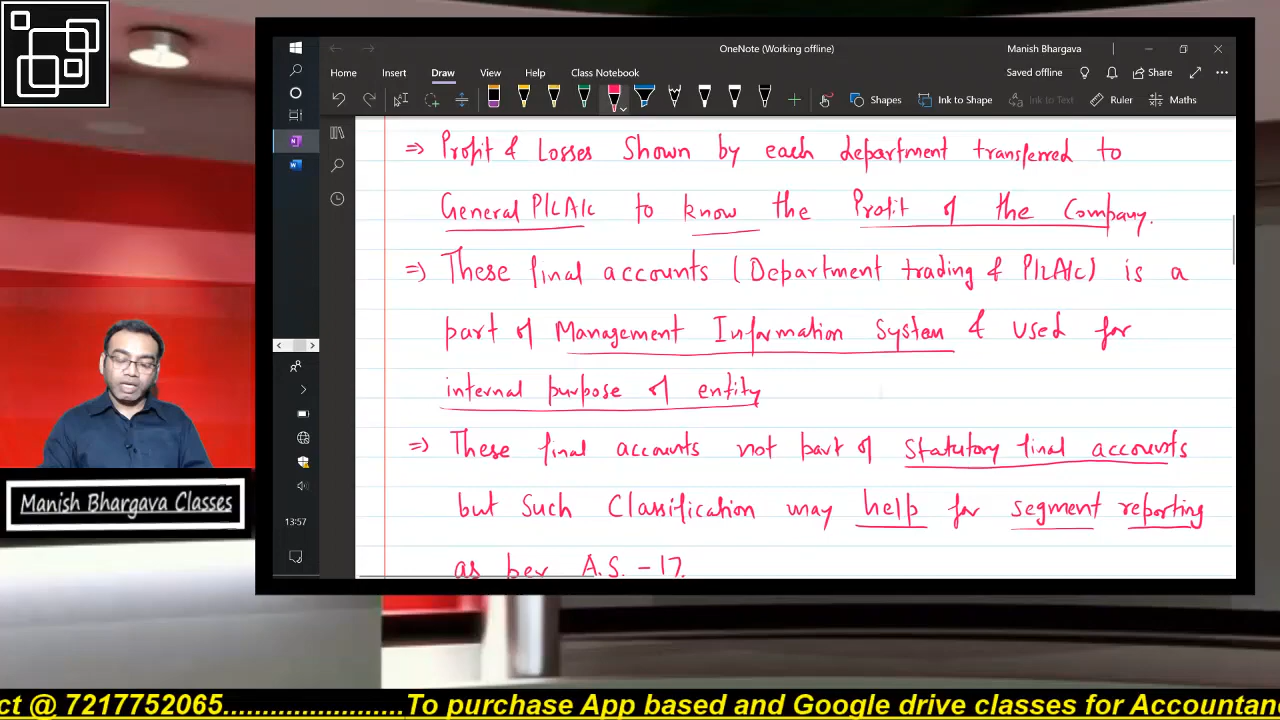 OneNote (Working offline)
Manish Bhargava
Home Insert Draw View Help Class Notebook
Saved offline
Share
Shapes
Ink to Shape
Ink to Text
Ruler
Maths
⇒ Profit & Losses Shown by each department transferred to
General P/L A/c to know the Profit of the Company.
⇒ These final accounts (Department trading & P/L A/c) is a
part of Management Information System & used for
internal purpose of entity
⇒ These final accounts not part of Statutory final accounts
but Such Classification may help for segment reporting
as per A.S. - 17.
Manish Bhargava Classes
13:57
ct @ 7217752065.......................To purchase App based and Google drive classes for Accountan